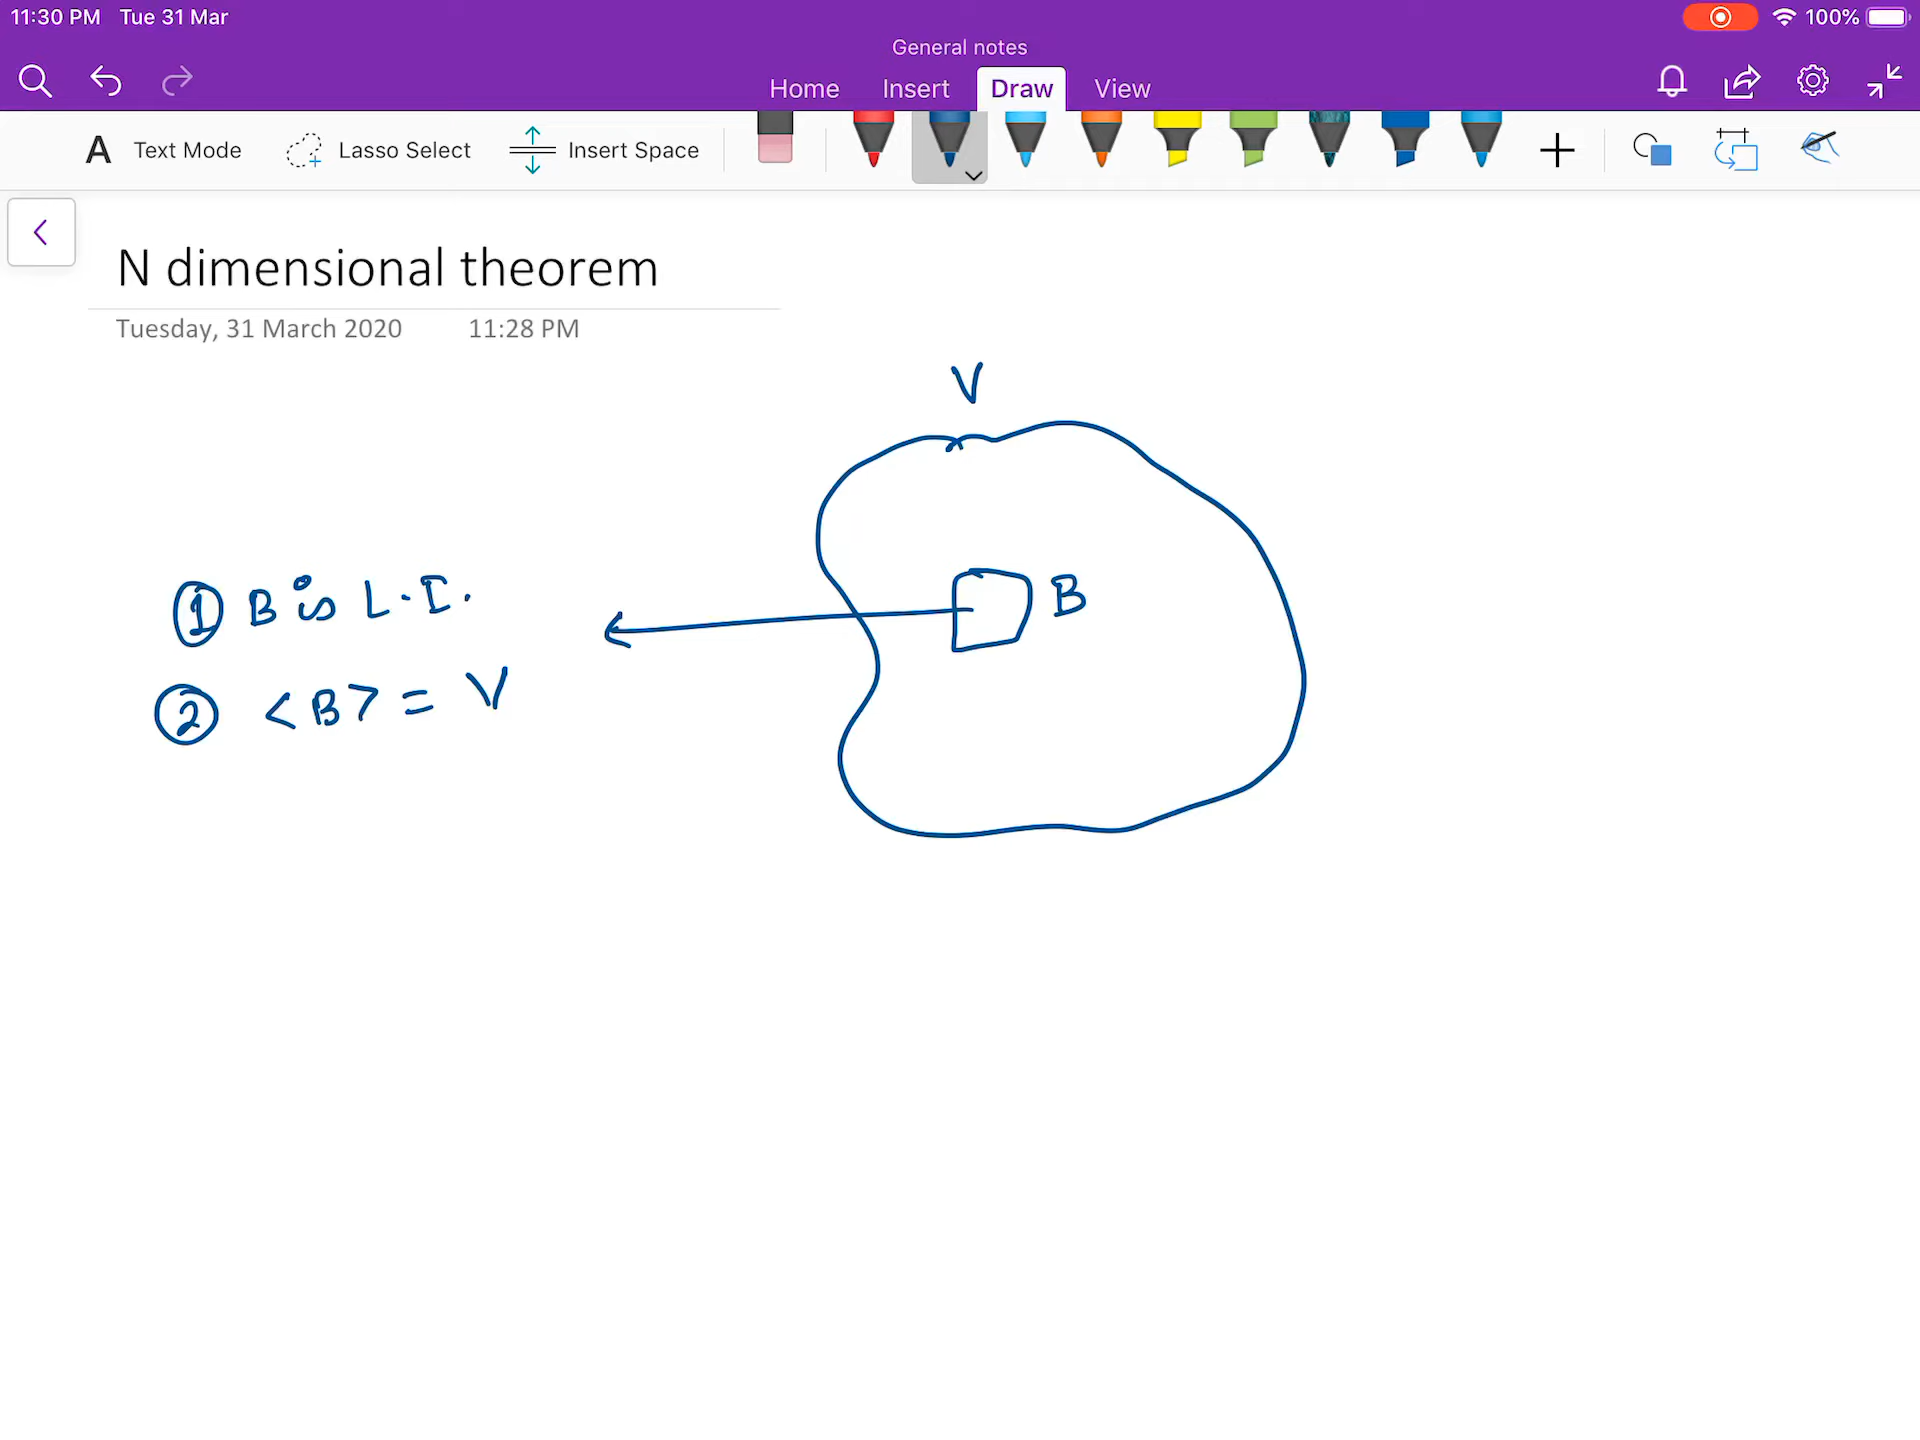 11:30 PM Tue 31 Mar 100%
General notes
Home Insert Draw View
A Text Mode Lasso Select Insert Space
N dimensional theorem
Tuesday, 31 March 2020 11:28 PM
V
B
① B is L.I.
② <B> = V